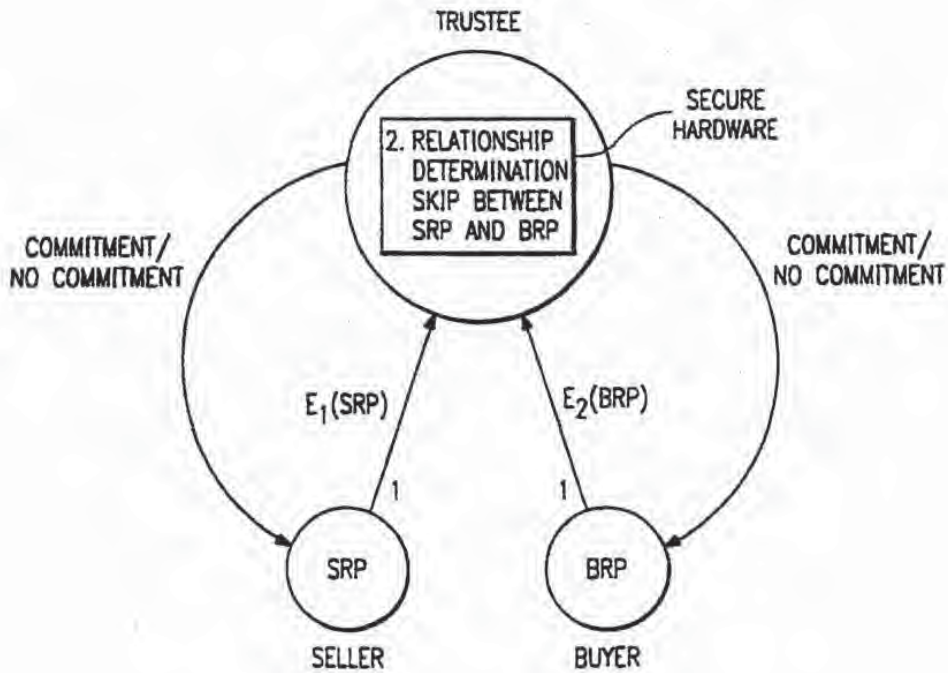 TRUSTEE
SECURE
HARDWARE
2. RELATIONSHIP
DETERMINATION
SKIP BETWEEN
SRP AND BRP
COMMITMENT/
NO COMMITMENT
COMMITMENT/
NO COMMITMENT
E₁(SRP)
E₂(BRP)
1
1
SRP
BRP
SELLER
BUYER